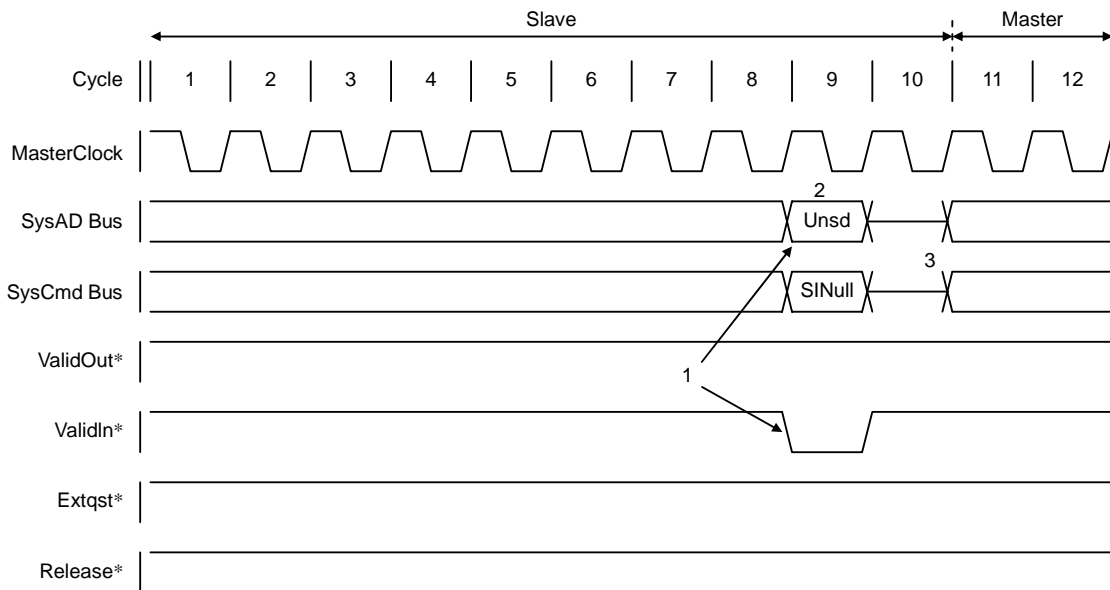 Slave Master
Cycle 1 2 3 4 5 6 7 8 9 10 11 12
MasterClock
2
SysAD Bus Unsd
3
SysCmd Bus SINull
ValidOut*
1
ValidIn*
Extqst*
Release*